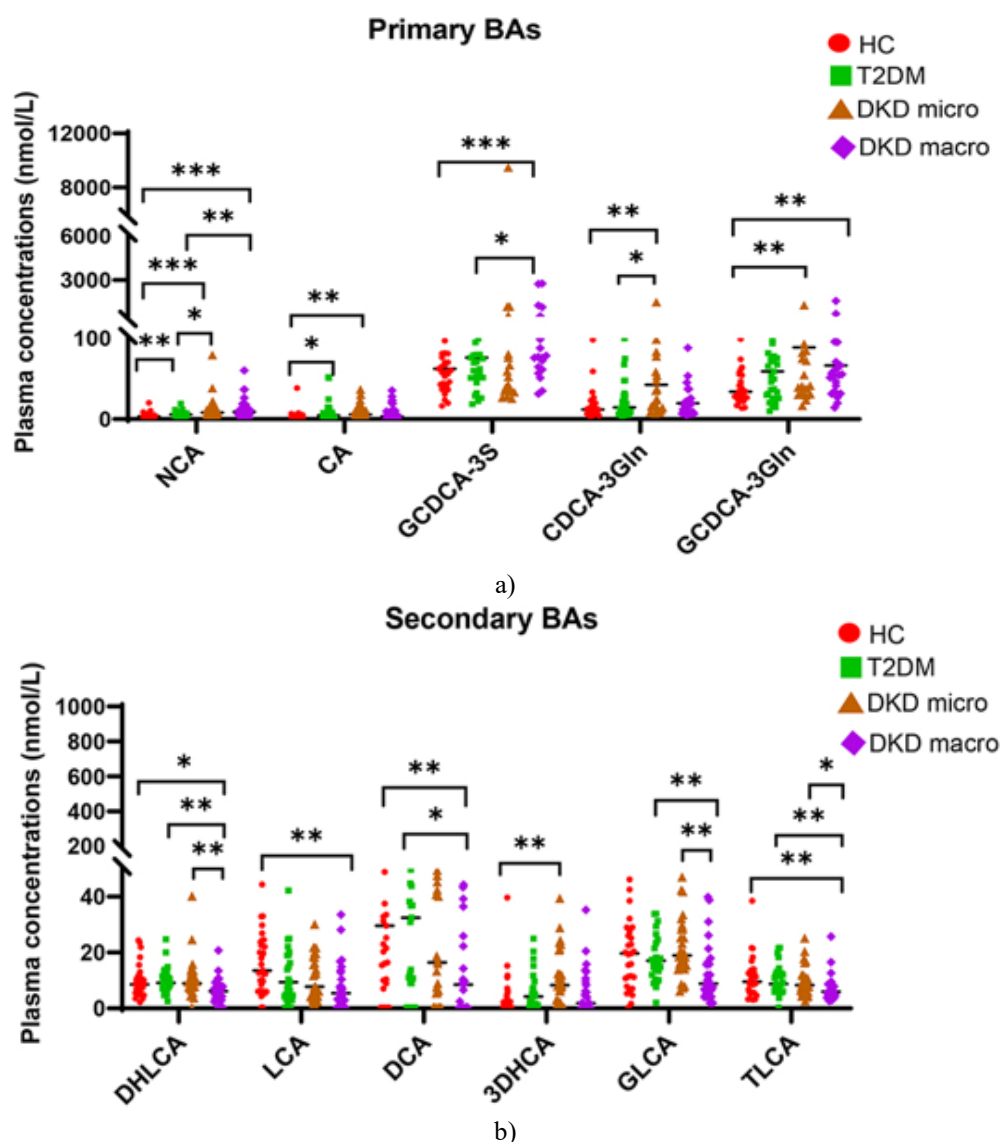 a)
Primary BAs
HC
T2DM
DKD micro
DKD macro
Plasma concentrations (nmol/L)
12000
8000
6000
3000
100
0
***
**
***
*
**
**
*
***
*
**
*
**
**
NCA
CA
GCDCA-3S
CDCA-3Gln
GCDCA-3Gln
a)
Secondary BAs
HC
T2DM
DKD micro
DKD macro
Plasma concentrations (nmol/L)
1000
800
600
400
200
40
20
0
*
**
**
**
**
*
**
**
**
*
**
**
DHLCA
LCA
DCA
3DHCA
GLCA
TLCA
b)